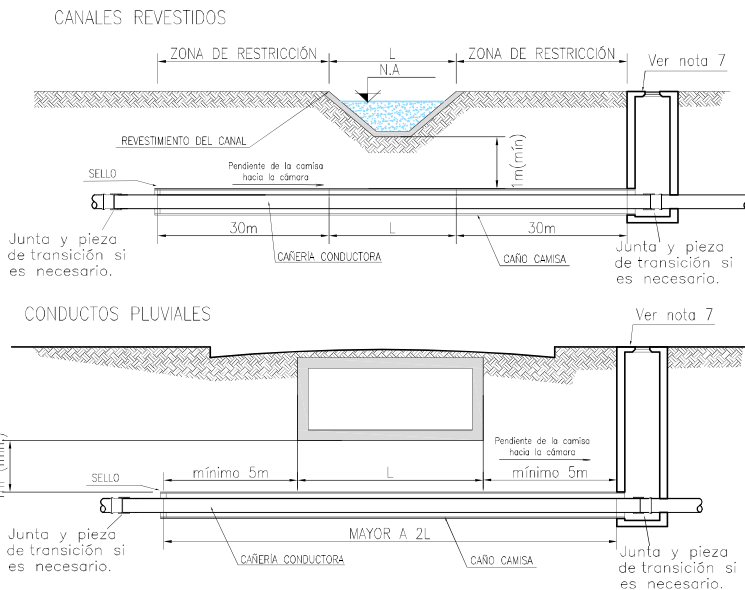 CANALES REVESTIDOS
ZONA DE RESTRICCIÓN
L
ZONA DE RESTRICCIÓN
N.A
Ver nota 7
REVESTIMIENTO DEL CANAL
1m(mín)
Pendiente de la camisa
hacia la cámara
SELLO
30m
L
30m
CAÑERÍA CONDUCTORA
CAÑO CAMISA
Junta y pieza
de transición si
es necesario.
Junta y pieza
de transición si
es necesario.
CONDUCTOS PLUVIALES
Ver nota 7
Pendiente de la camisa
hacia la cámara
mínimo 5m
L
mínimo 5m
SELLO
MAYOR A 2L
CAÑERÍA CONDUCTORA
CAÑO CAMISA
Junta y pieza
de transición si
es necesario.
Junta y pieza
de transición si
es necesario.